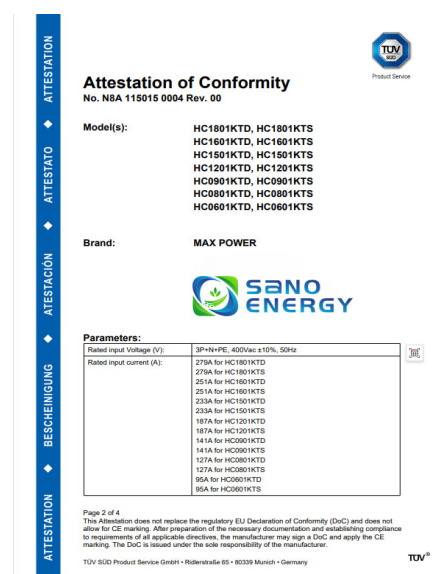 TÜV
SÜD
Product Service
Attestation of Conformity
No. N8A 115015 0004 Rev. 00
Model(s):
HC1801KTD, HC1801KTS
HC1601KTD, HC1601KTS
HC1501KTD, HC1501KTS
HC1201KTD, HC1201KTS
HC0901KTD, HC0901KTS
HC0801KTD, HC0801KTS
HC0601KTD, HC0601KTS
Brand: MAX POWER
SANO
ENERGY
Parameters:
Rated input Voltage (V): 3P+N+PE, 400Vac ±10%, 50Hz
Rated input current (A): 279A for HC1801KTD
279A for HC1801KTS
251A for HC1601KTD
251A for HC1601KTS
233A for HC1501KTD
233A for HC1501KTS
187A for HC1201KTD
187A for HC1201KTS
141A for HC0901KTD
141A for HC0901KTS
127A for HC0801KTD
127A for HC0801KTS
95A for HC0601KTD
95A for HC0601KTS
Page 2 of 4
This Attestation does not replace the regulatory EU Declaration of Conformity (DoC) and does not
allow for CE marking. After preparation of the necessary documentation and establishing compliance
to requirements of all applicable directives, the manufacturer may sign a DoC and apply the CE
marking. The DoC is issued under the sole responsibility of the manufacturer.
TÜV SÜD Product Service GmbH • Ridlerstraße 65 • 80339 Munich • Germany
TÜV®
ATTESTATION ◆ BESCHEINIGUNG ◆ ATESTACIÓN ◆ ATTESTATO ◆ ATTESTATION